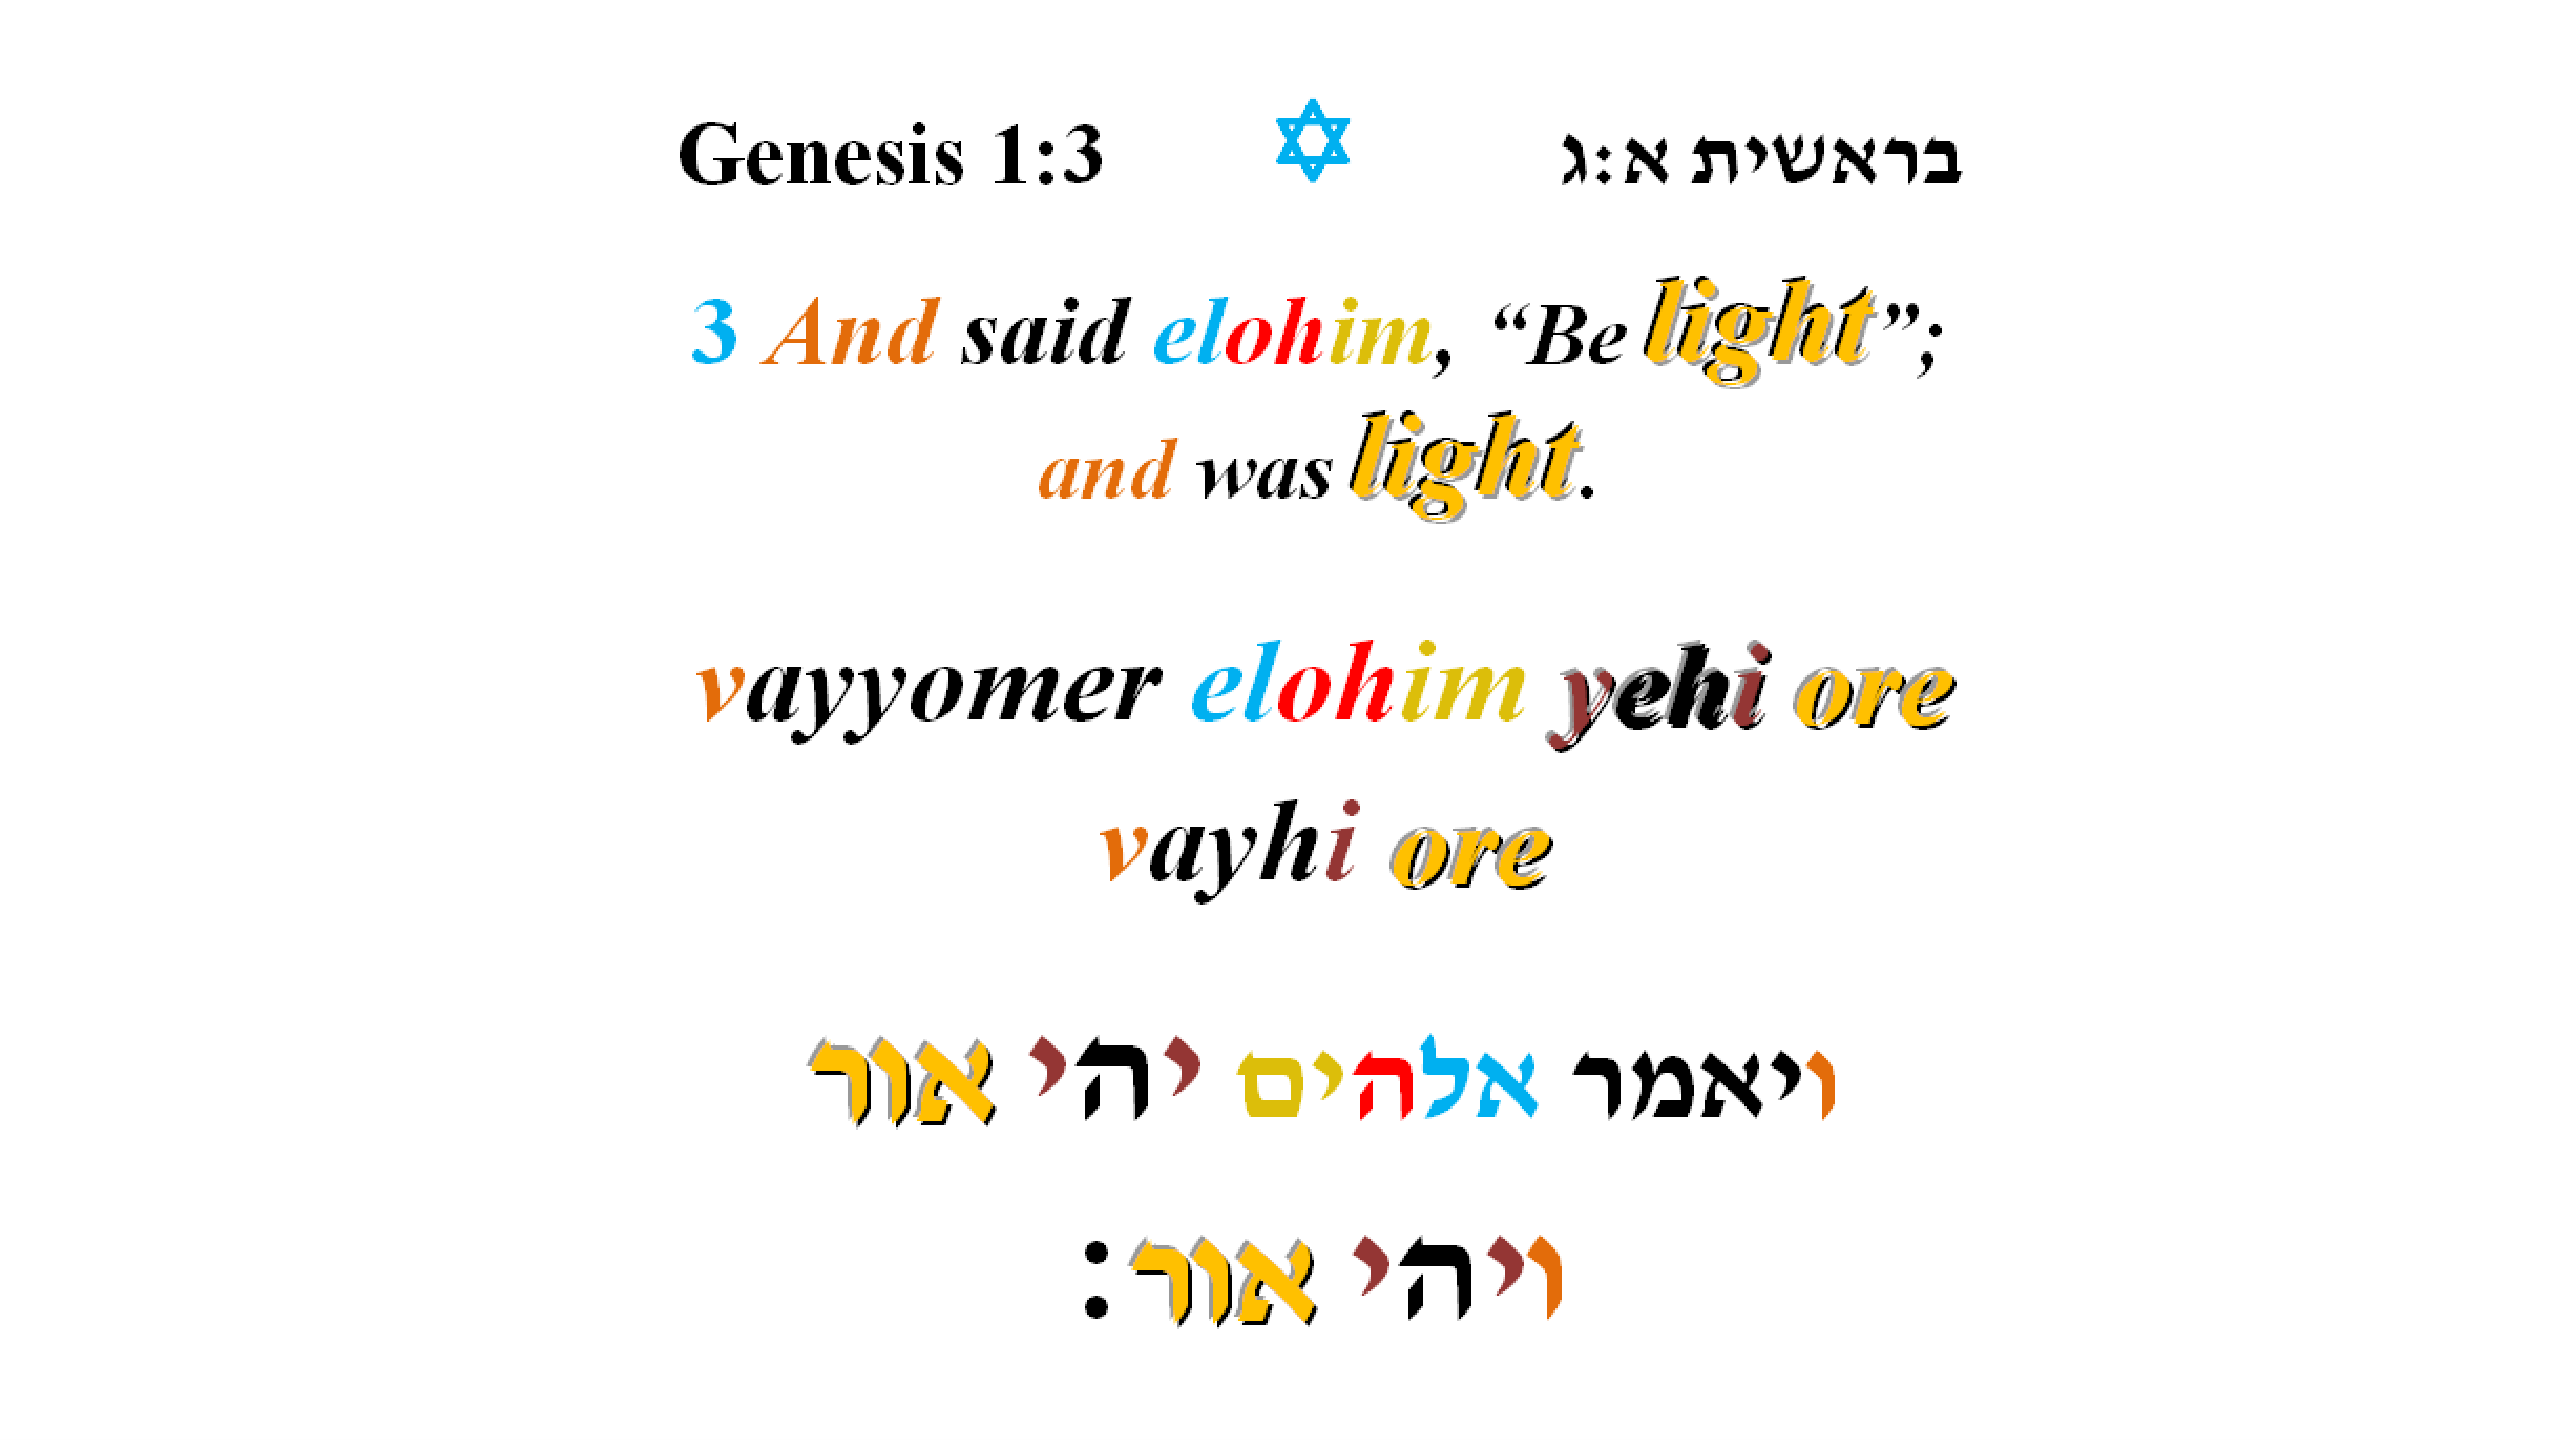 Genesis 1:3 ✡ בראשית א:ג
3 And said elohim, “Be light”;
and was light.
vayyomer elohim yehi ore
vayhi ore
ויאמר אלהים יהי אור
ויהי אור: